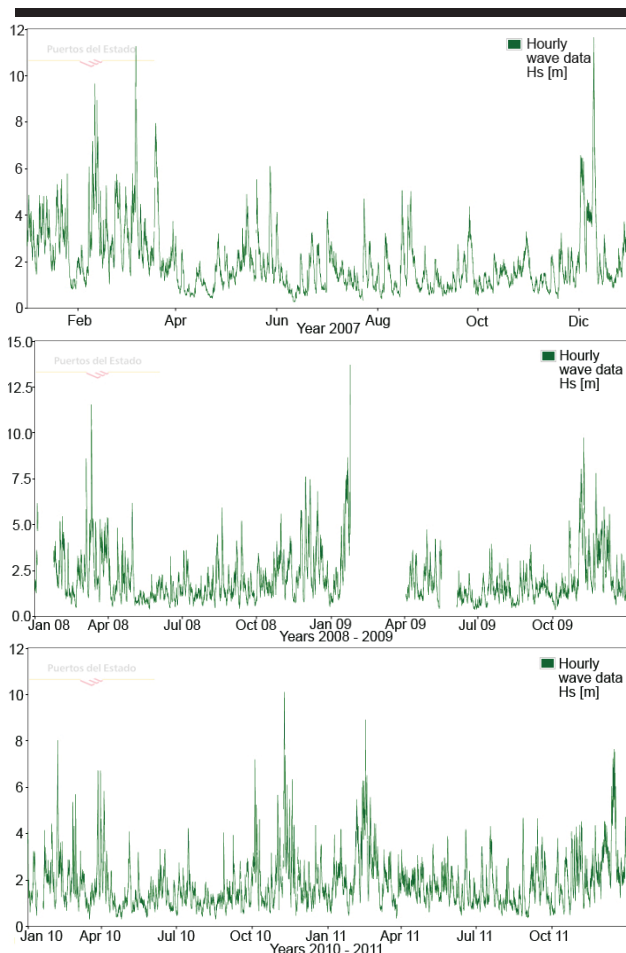 12
Puertos del Estado
Hourly
wave data
Hs [m]
10
8
6
4
2
0
Feb Apr Jun Aug Oct Dic
Year 2007
15.0
Puertos del Estado
Hourly
wave data
Hs [m]
12.5
10.0
7.5
5.0
2.5
0.0
Jan 08 Apr 08 Jul 08 Oct 08 Jan 09 Apr 09 Jul 09 Oct 09
Years 2008 - 2009
12
Puertos del Estado
Hourly
wave data
Hs [m]
10
8
6
4
2
0
Jan 10 Apr 10 Jul 10 Oct 10 Jan 11 Apr 11 Jul 11 Oct 11
Years 2010 - 2011